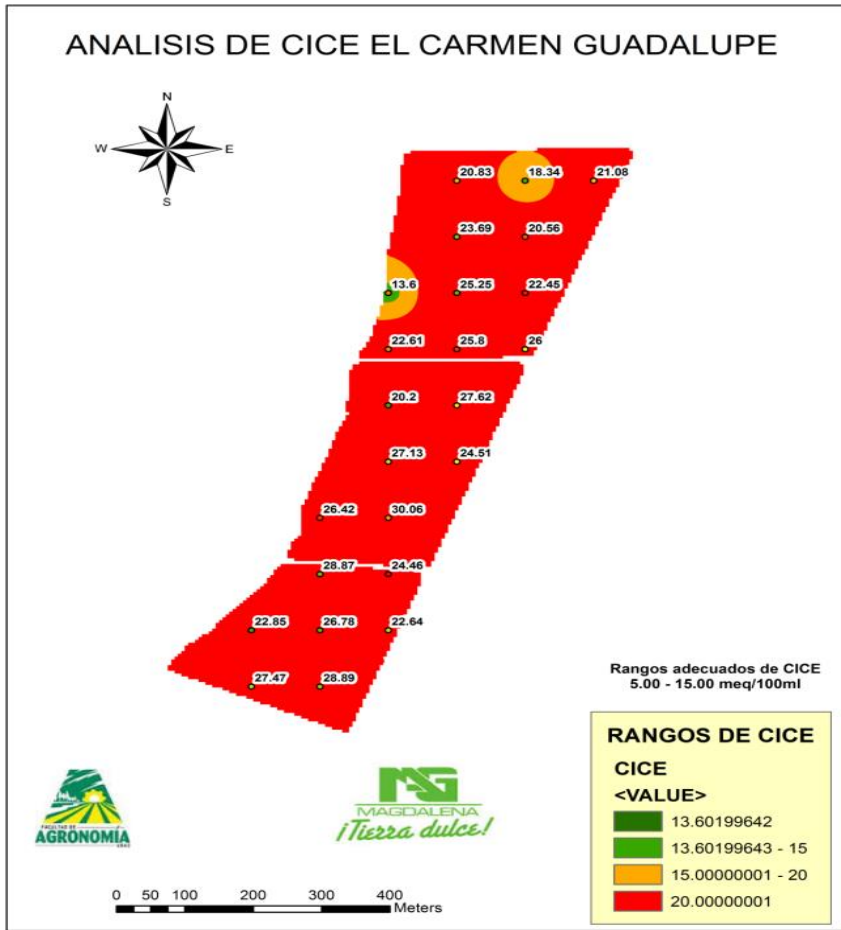 ANALISIS DE CICE EL CARMEN GUADALUPE
N
W E
S
20.83 18.34 21.08
23.69 20.56
13.6 25.25 22.45
22.61 25.8 26
20.2 27.62
27.13 24.51
26.42 30.06
28.87 24.46
22.85 26.78 22.64
27.47 28.89
Rangos adecuados de CICE
5.00 - 15.00 meq/100ml
RANGOS DE CICE
CICE
<VALUE>
13.60199642
13.60199643 - 15
15.00000001 - 20
20.00000001
FACULTAD DE
AGRONOMIA
MAG
MAGDALENA
¡Tierra dulce!
0 50 100 200 300 400
Meters